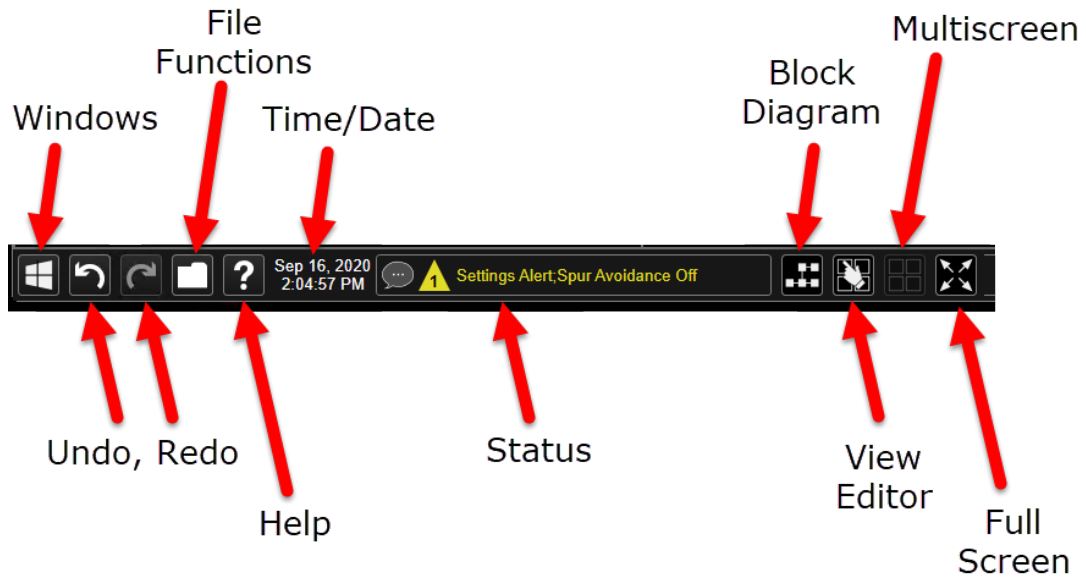 File
Functions
Multiscreen
Block
Diagram
Windows
Time/Date
?
Sep 16, 2020
2:04:57 PM
1
Settings Alert;Spur Avoidance Off
Undo, Redo
Status
View
Editor
Help
Full
Screen